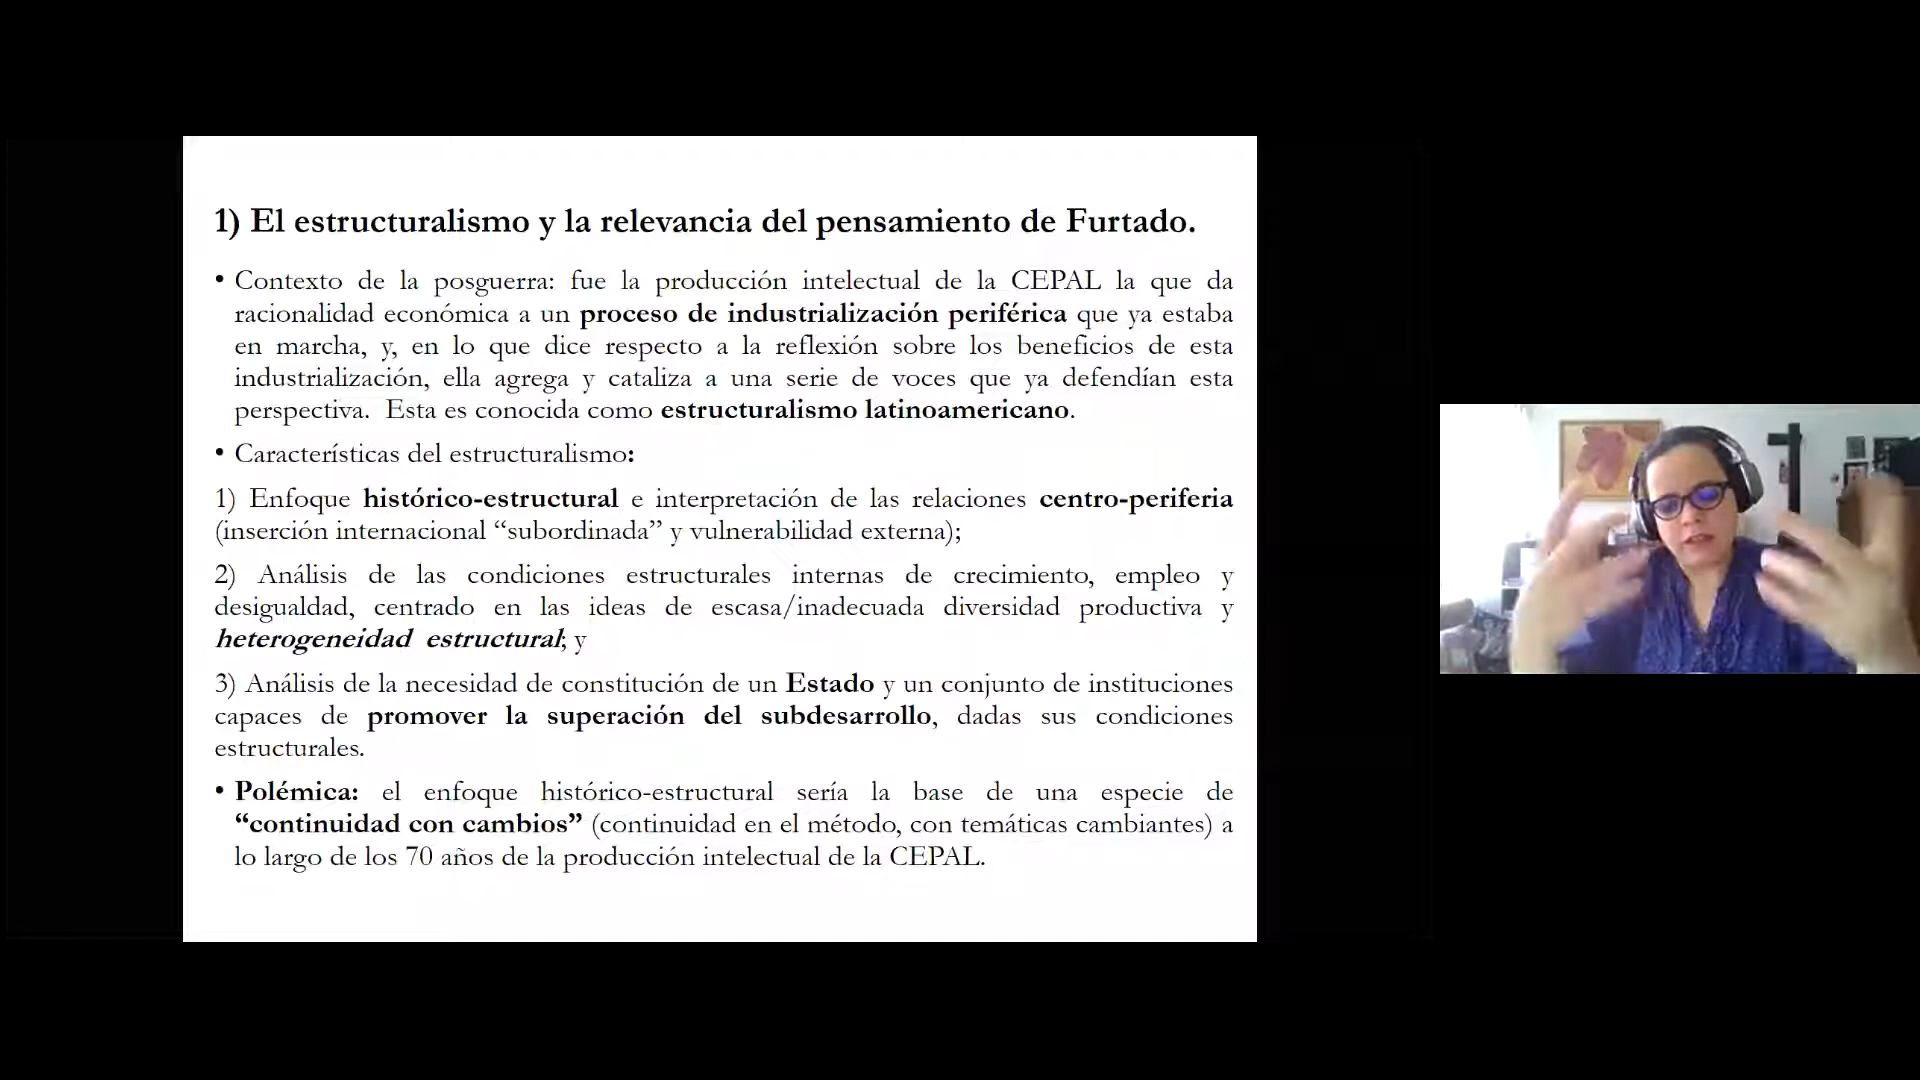 1) El estructuralismo y la relevancia del pensamiento de Furtado.
• Contexto de la posguerra: fue la producción intelectual de la CEPAL la que da
racionalidad económica a un proceso de industrialización periférica que ya estaba
en marcha, y, en lo que dice respecto a la reflexión sobre los beneficios de esta
industrialización, ella agrega y cataliza a una serie de voces que ya defendían esta
perspectiva. Esta es conocida como estructuralismo latinoamericano.
• Características del estructuralismo:
1) Enfoque histórico-estructural e interpretación de las relaciones centro-periferia
(inserción internacional “subordinada” y vulnerabilidad externa);
2) Análisis de las condiciones estructurales internas de crecimiento, empleo y
desigualdad, centrado en las ideas de escasa/inadecuada diversidad productiva y
heterogeneidad estructural; y
3) Análisis de la necesidad de constitución de un Estado y un conjunto de instituciones
capaces de promover la superación del subdesarrollo, dadas sus condiciones
estructurales.
• Polémica: el enfoque histórico-estructural sería la base de una especie de
“continuidad con cambios” (continuidad en el método, con temáticas cambiantes) a
lo largo de los 70 años de la producción intelectual de la CEPAL.